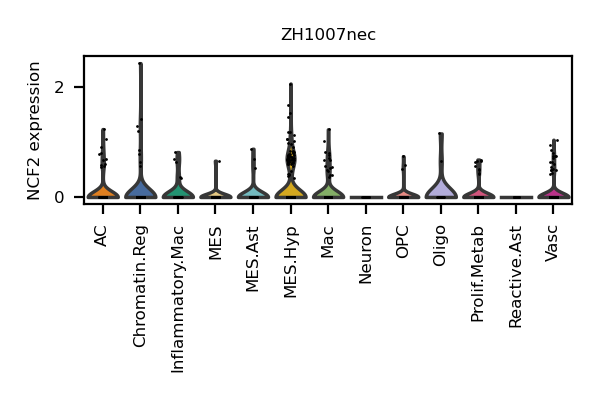 ZH1007nec
NCF2 expression
2
0
AC
Chromatin.Reg
Inflammatory.Mac
MES
MES.Ast
MES.Hyp
Mac
Neuron
OPC
Oligo
Prolif.Metab
Reactive.Ast
Vasc